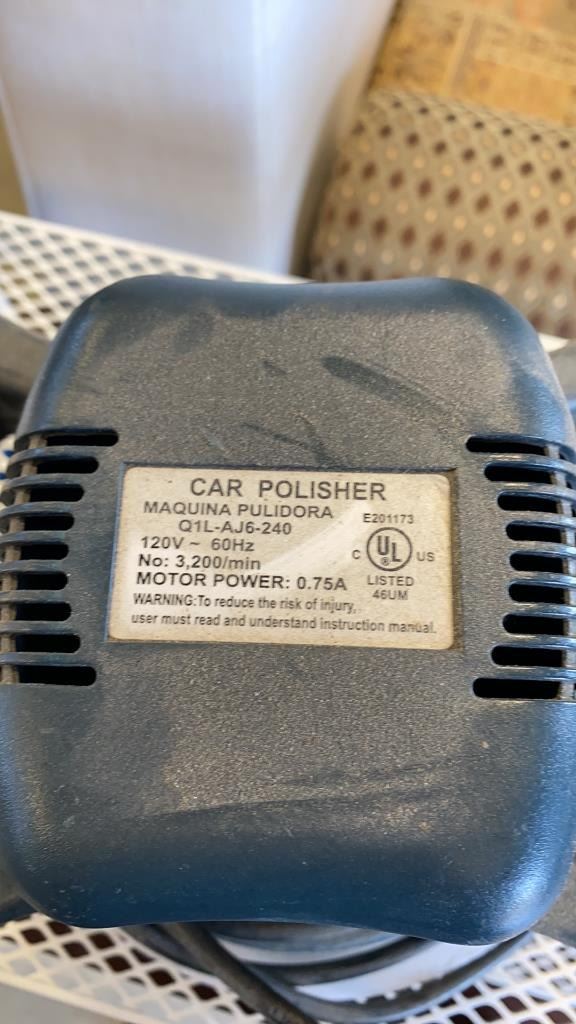 CAR POLISHER
MAQUINA PULIDORA
Q1L-AJ6-240
120V ~ 60Hz
No: 3,200/min
MOTOR POWER: 0.75A
WARNING:To reduce the risk of injury,
user must read and understand instruction manual.
E201173
C UL ® US
LISTED
46UM